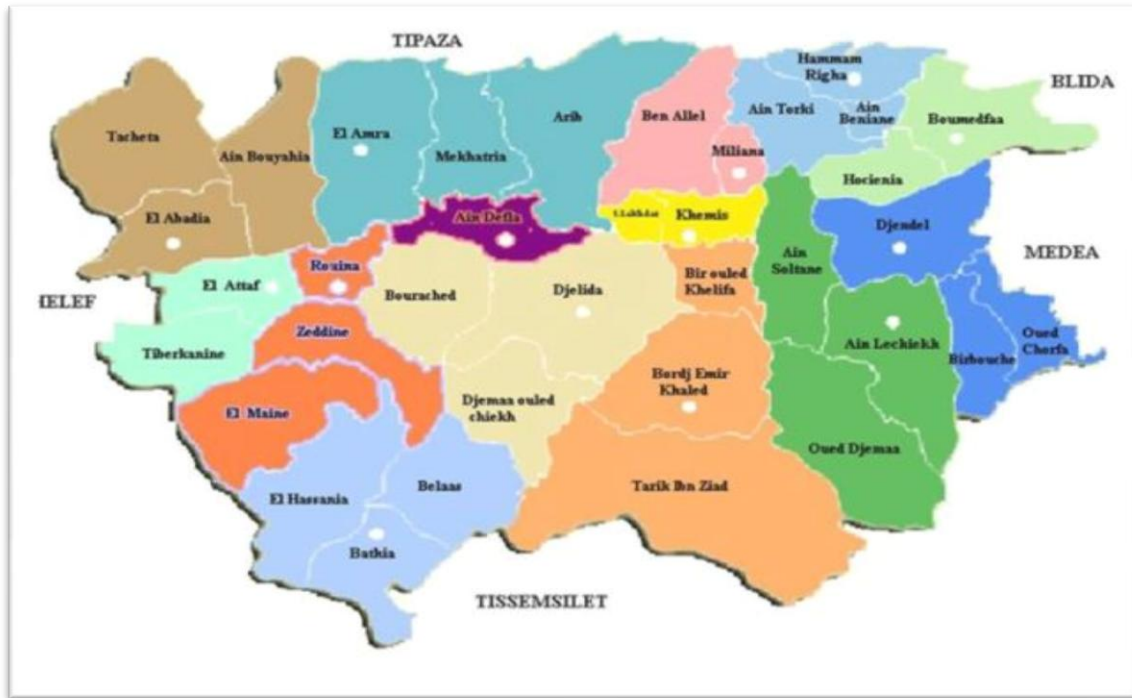 TIPAZA
BLIDA
MEDEA
HELEF
TISSEMSILET
Tacheta
Ain Bouyahia
El Abadia
El Amra
Mekhatria
Arib
Ben Allel
Miliana
Hammam
Righa
Ain Torki
Ain
Beniane
Boumedfaa
Hocienia
Ain Defla
Khemis
Djendel
Ain
Soltane
El Attaf
Rouina
Bourached
Djelida
Bir ouled
Khelifa
Tiberkanine
Zeddine
Ain Leckiekh
Birbouche
Oued
Chorfa
El Maine
Djemaa ouled
chiekh
Bordj Emir
Khaled
Oued Djemaa
El Hassania
Belaas
Tarik Ibn Ziad
Bathia